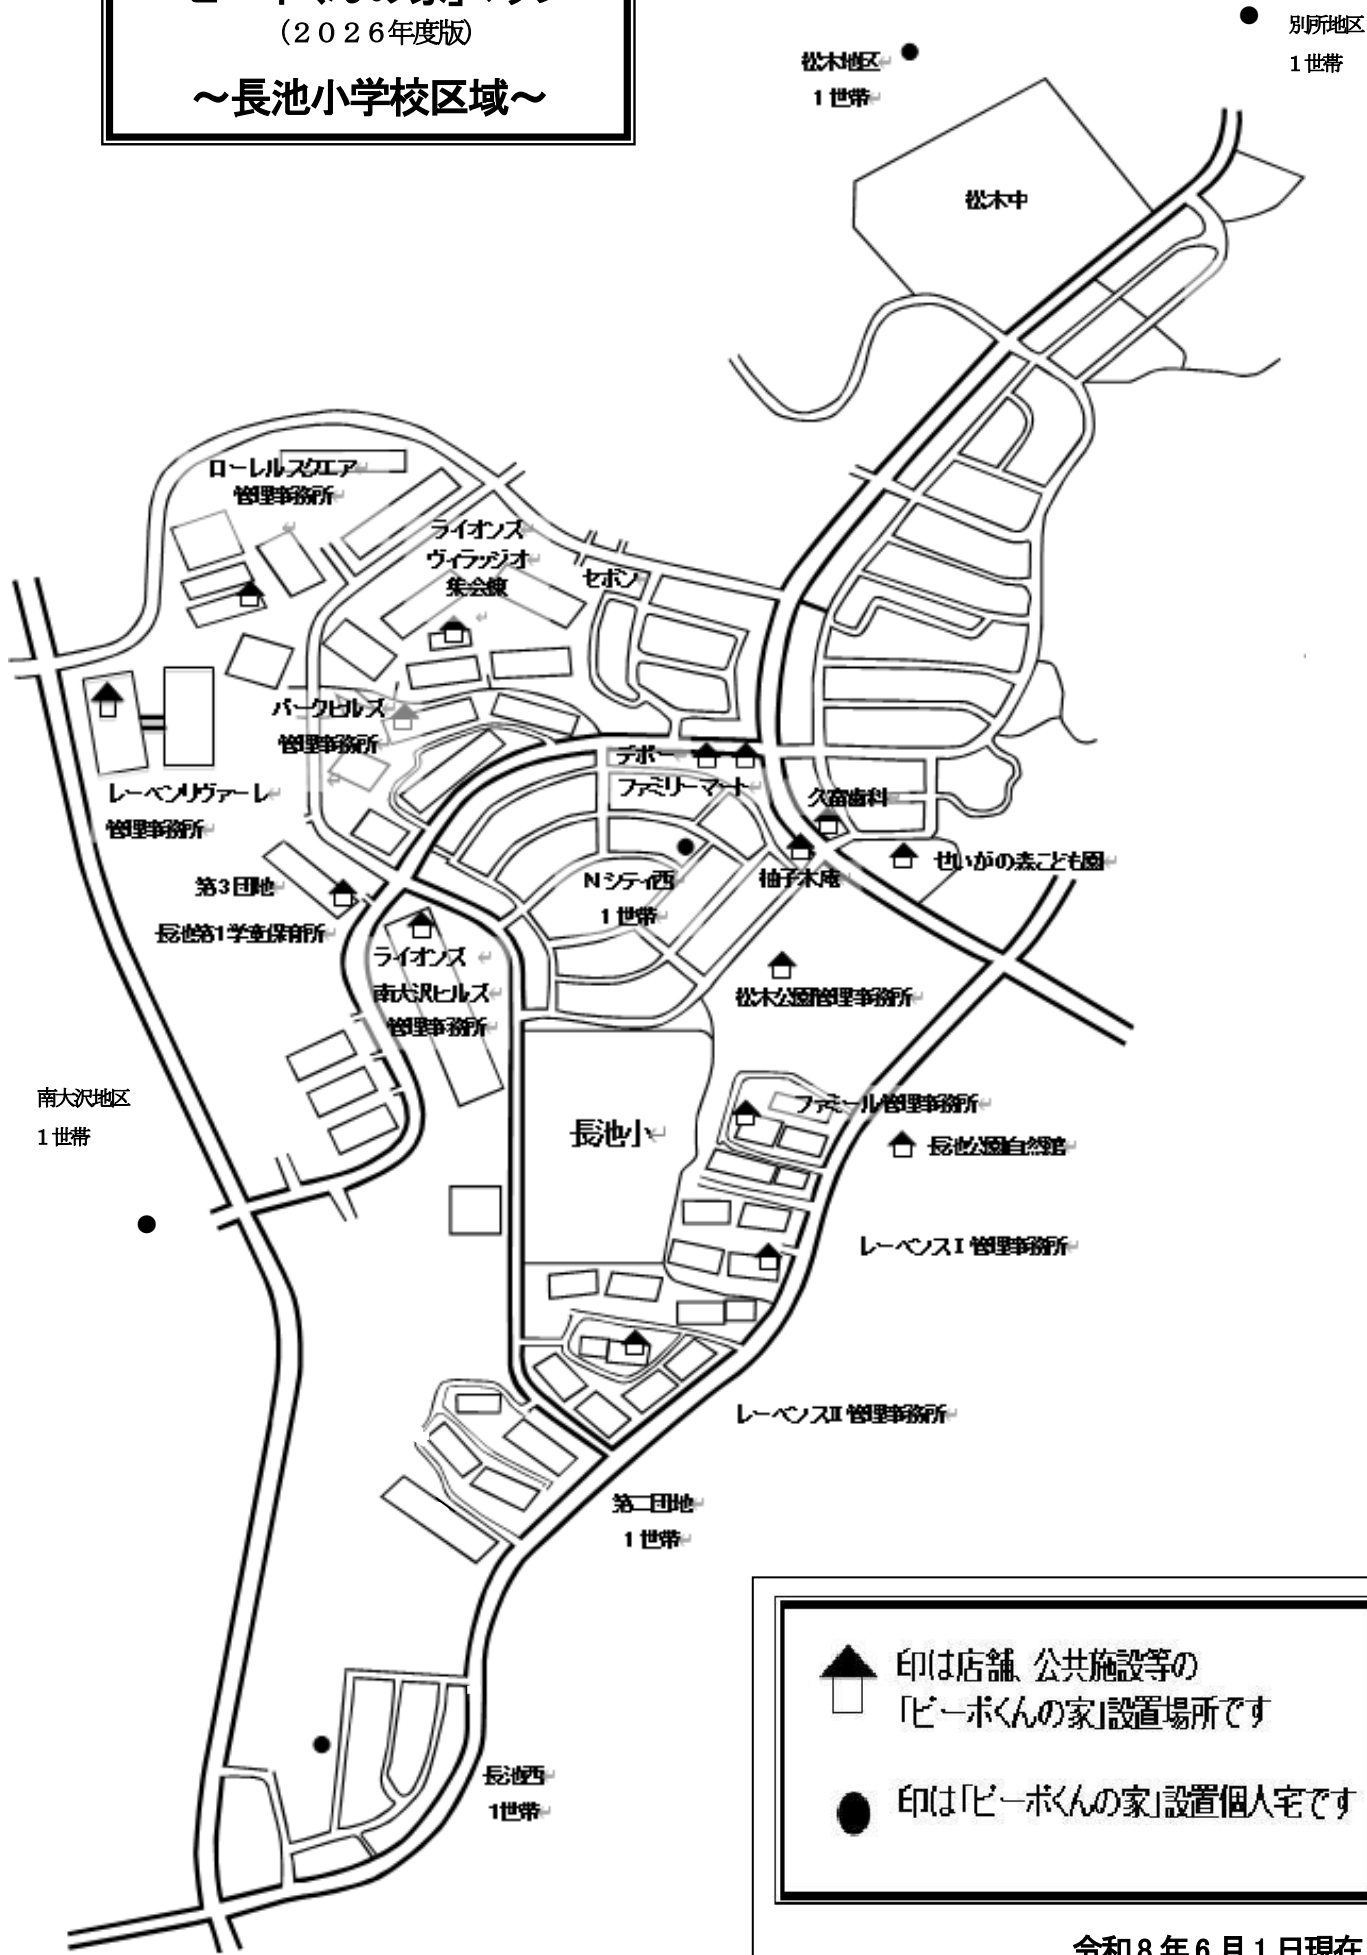 (２０２６年度版)
～長池小学校区域～
別所地区
１世帯
松木地区
１世帯
松木中
ローレルスクエア
管理事務所
ライオンズ
ヴィラッジオ
集会棟
セボン
パークヒルズ
管理事務所
デポー
ファミリーマート
レーベンリヴァーレ
管理事務所
久富歯科
せいがの森こども園
柚子木庵
Nシティ西
１世帯
第3団地
長池第1学童保育所
ライオンズ
南大沢ヒルズ
管理事務所
松木公園管理事務所
南大沢地区
１世帯
長池小
ファミール管理事務所
長池公園自然館
レーベンスⅠ管理事務所
レーベンスⅡ管理事務所
第二団地
１世帯
長池西
1世帯
印は店舗、公共施設等の
「ピーポくんの家」設置場所です
印は「ピーポくんの家」設置個人宅です
令和８年６月１日現在